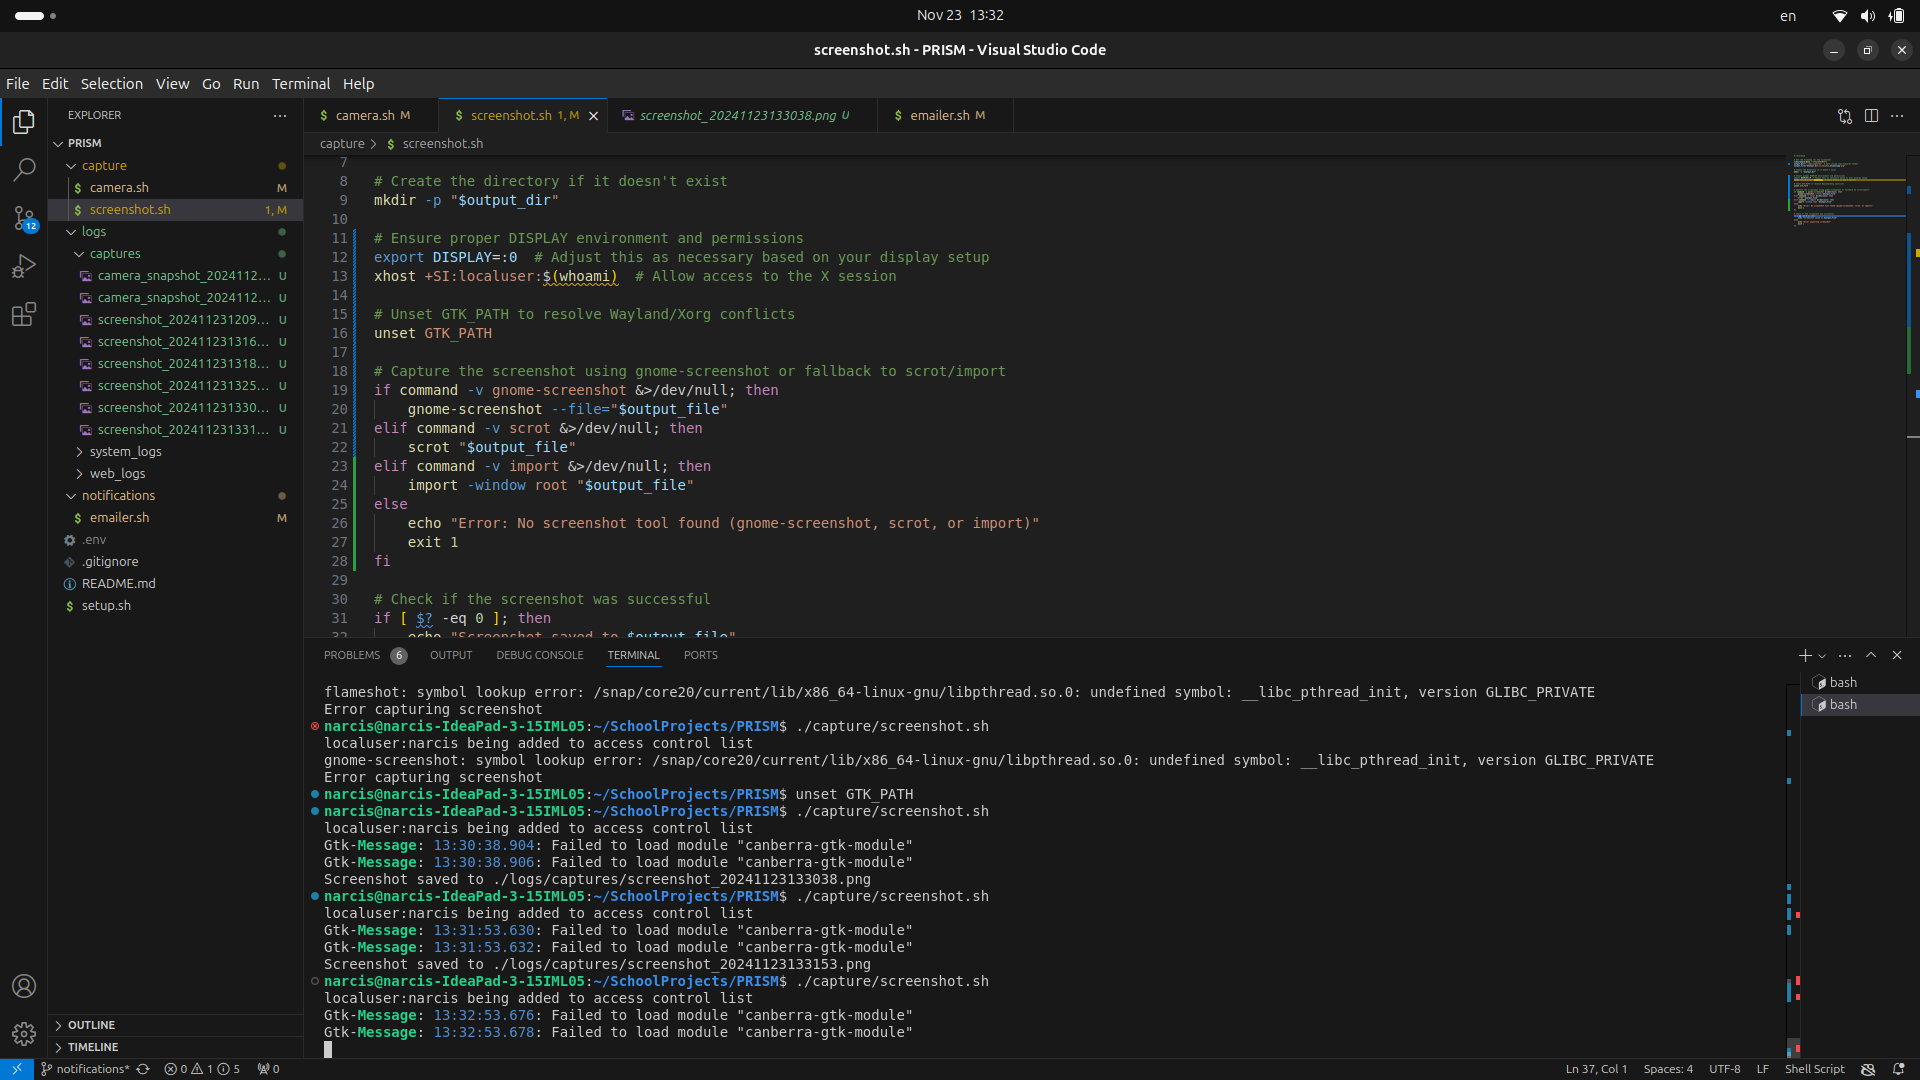 Nov 23 13:32
en
screenshot.sh - PRISM - Visual Studio Code
File Edit Selection View Go Run Terminal Help
EXPLORER
PRISM
capture
$ camera.sh M
$ screenshot.sh 1, M
logs
captures
camera_snapshot_2024112... U
camera_snapshot_2024112... U
screenshot_202411231209... U
screenshot_202411231316... U
screenshot_202411231318... U
screenshot_202411231325... U
screenshot_202411231330... U
screenshot_202411231331... U
system_logs
web_logs
notifications
$ emailer.sh M
.env
.gitignore
README.md
$ setup.sh
OUTLINE
TIMELINE
12
$ camera.sh M
$ screenshot.sh 1, M
screenshot_20241123133038.png U
$ emailer.sh M
capture > $ screenshot.sh
7
8 # Create the directory if it doesn't exist
9 mkdir -p "$output_dir"
10
11 # Ensure proper DISPLAY environment and permissions
12 export DISPLAY=:0 # Adjust this as necessary based on your display setup
13 xhost +SI:localuser:$(whoami) # Allow access to the X session
14
15 # Unset GTK_PATH to resolve Wayland/Xorg conflicts
16 unset GTK_PATH
17
18 # Capture the screenshot using gnome-screenshot or fallback to scrot/import
19 if command -v gnome-screenshot &>/dev/null; then
20 gnome-screenshot --file="$output_file"
21 elif command -v scrot &>/dev/null; then
22 scrot "$output_file"
23 elif command -v import &>/dev/null; then
24 import -window root "$output_file"
25 else
26 echo "Error: No screenshot tool found (gnome-screenshot, scrot, or import)"
27 exit 1
28 fi
29
30 # Check if the screenshot was successful
31 if [ $? -eq 0 ]; then
32 echo "Screenshot saved to $output_file"
PROBLEMS 6 OUTPUT DEBUG CONSOLE TERMINAL PORTS
flameshot: symbol lookup error: /snap/core20/current/lib/x86_64-linux-gnu/libpthread.so.0: undefined symbol: __libc_pthread_init, version GLIBC_PRIVATE
Error capturing screenshot
narcis@narcis-IdeaPad-3-15IML05:~/SchoolProjects/PRISM$ ./capture/screenshot.sh
localuser:narcis being added to access control list
gnome-screenshot: symbol lookup error: /snap/core20/current/lib/x86_64-linux-gnu/libpthread.so.0: undefined symbol: __libc_pthread_init, version GLIBC_PRIVATE
Error capturing screenshot
narcis@narcis-IdeaPad-3-15IML05:~/SchoolProjects/PRISM$ unset GTK_PATH
narcis@narcis-IdeaPad-3-15IML05:~/SchoolProjects/PRISM$ ./capture/screenshot.sh
localuser:narcis being added to access control list
Gtk-Message: 13:30:38.904: Failed to load module "canberra-gtk-module"
Gtk-Message: 13:30:38.906: Failed to load module "canberra-gtk-module"
Screenshot saved to ./logs/captures/screenshot_20241123133038.png
narcis@narcis-IdeaPad-3-15IML05:~/SchoolProjects/PRISM$ ./capture/screenshot.sh
localuser:narcis being added to access control list
Gtk-Message: 13:31:53.630: Failed to load module "canberra-gtk-module"
Gtk-Message: 13:31:53.632: Failed to load module "canberra-gtk-module"
Screenshot saved to ./logs/captures/screenshot_20241123133153.png
narcis@narcis-IdeaPad-3-15IML05:~/SchoolProjects/PRISM$ ./capture/screenshot.sh
localuser:narcis being added to access control list
Gtk-Message: 13:32:53.676: Failed to load module "canberra-gtk-module"
Gtk-Message: 13:32:53.678: Failed to load module "canberra-gtk-module"
bash
bash
notifications* 0 1 5 0
Ln 37, Col 1 Spaces: 4 UTF-8 LF Shell Script